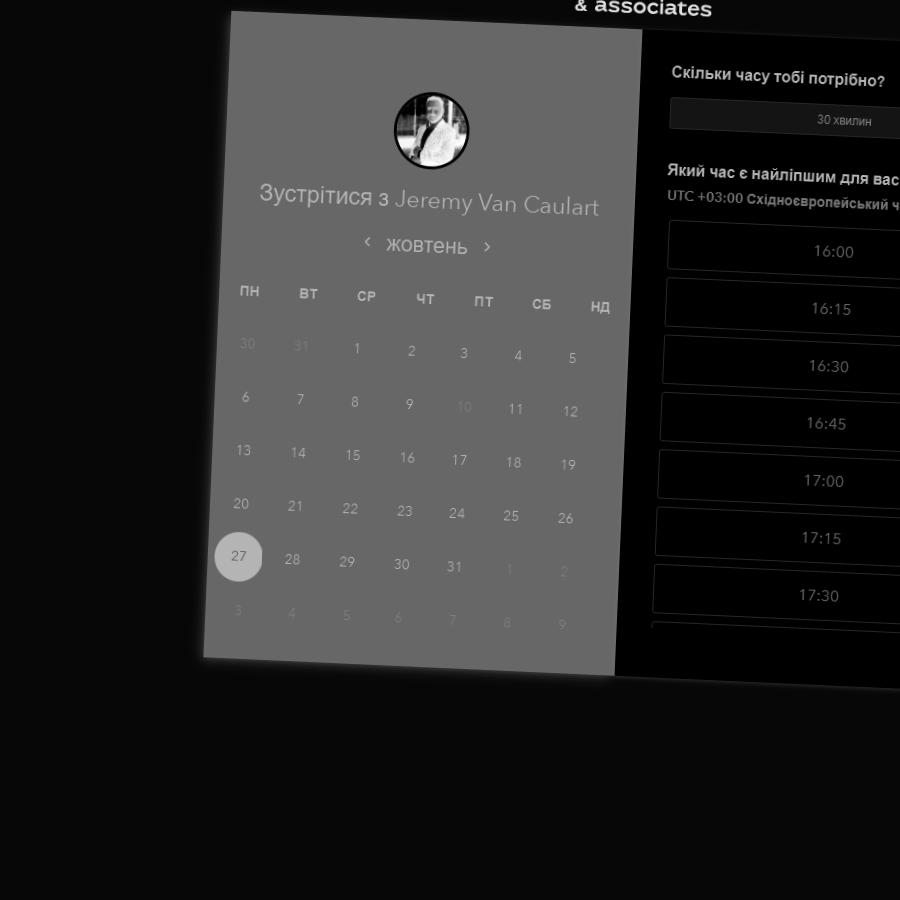 & associates
Зустрітися з Jeremy Van Caulart
‹ жовтень ›
ПН ВТ СР ЧТ ПТ СБ НД
30 31 1 2 3 4 5
6 7 8 9 10 11 12
13 14 15 16 17 18 19
20 21 22 23 24 25 26
27 28 29 30 31 1 2
3 4 5 6 7 8 9
Скільки часу тобі потрібно?
30 хвилин
Який час є найліпшим для вас
UTC +03:00 Східноєвропейський ч
16:00
16:15
16:30
16:45
17:00
17:15
17:30